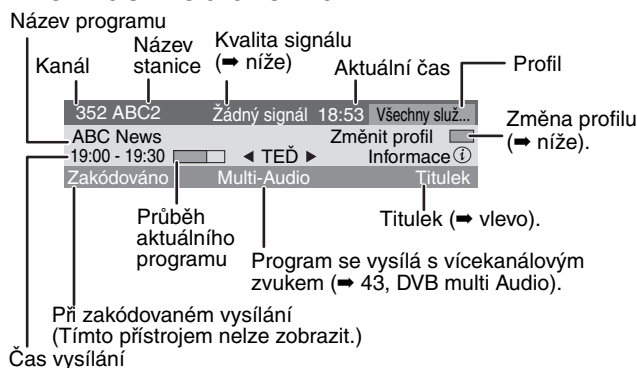 Název programu
Kanál
Název
stanice
Kvalita signálu
(➡ níže)
Aktuální čas
Profil
352 ABC2 Žádný signál 18:53 Všechny služ...
ABC News Změnit profil
19:00 - 19:30 ◀ TEĎ ▶ Informace ⓘ
Zakódováno Multi-Audio Titulek
Změna profilu
(➡ níže).
Průběh
aktuálního
programu
Titulek (➡ vlevo).
Program se vysílá s vícekanálovým
zvukem (➡ 43, DVB multi Audio).
Při zakódovaném vysílání
(Tímto přístrojem nelze zobrazit.)
Čas vysílání